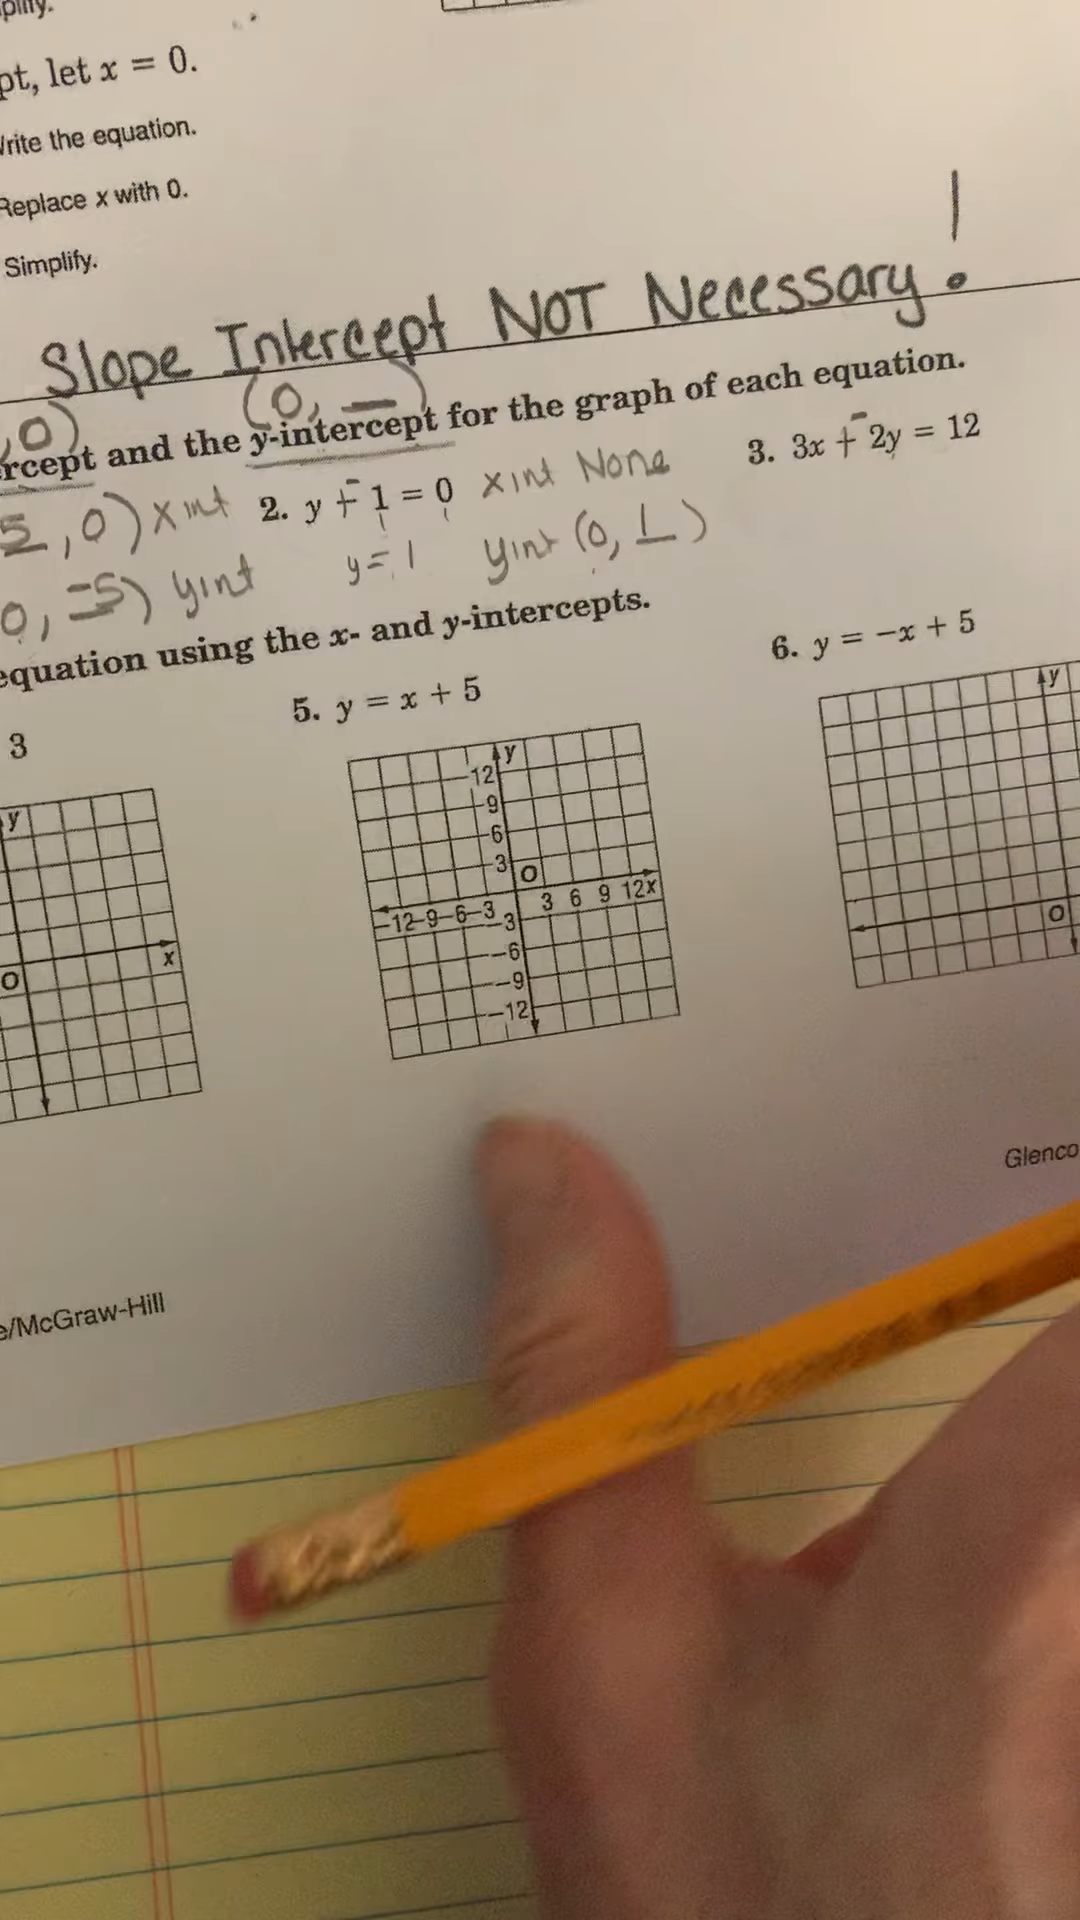 plify.
pt, let x = 0.
Write the equation.
Replace x with 0.
Simplify.
Slope Intercept NOT Necessary!
,0) (0, _)
rcept and the y-intercept for the graph of each equation.
5, 0) x int 2. y + - 1 = 0 x int None 3. 3x + - 2y = 12
0, -5) y int y = 1 y int (0, 1)
equation using the x- and y-intercepts.
3 5. y = x + 5 6. y = -x + 5
y y y
12
9
6
3
O O O
-12 -9 -6 -3 3 6 9 12x
x
-3
-6
-9
-12
Glenco
e/McGraw-Hill